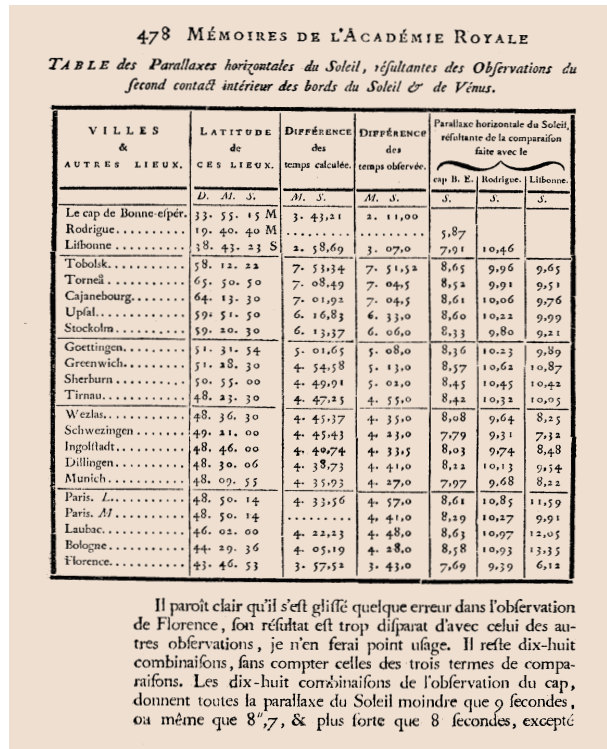 478 MÉMOIRES DE L'ACADÉMIE ROYALE
TABLE des Parallaxes horizontales du Soleil, réſultantes des Obſervations du
ſecond contact intérieur des bords du Soleil & de Vénus.
VILLES & AUTRES LIEUX. LATITUDE de CES LIEUX. DIFFÉRENCE des temps calculée. DIFFÉRENCE des temps obſervée. Parallaxe horizontale du Soleil, réſultante de la comparaiſon faite avec le
cap B. E. Rodrigue. Liſbonne.
D. M. S. M. S. M. S. S. S. S.
Le cap de Bonne-eſpér. 33. 55. 15 M 3. 43,21 2. 11,00
Rodrigue.......... 19. 40. 40 M ......... ......... 5,87
Liſbonne.......... 38. 43. 23 S 2. 58,69 3. 07,0 7,91 10,46
Tobolsk........... 58. 12. 22 7. 53,34 7. 51,52 8,65 9,96 9,65
Torneå............ 65. 50. 50 7. 08,49 7. 04,5 8,52 9,91 9,51
Cajanebourg........ 64. 13. 30 7. 01,92 7. 04,5 8,61 10,06 9,76
Upſal............. 59. 51. 50 6. 16,83 6. 33,0 8,60 10,22 9,99
Stockolm.......... 59. 20. 30 6. 13,37 6. 06,0 8,33 9,80 9,21
Goettingen......... 51. 31. 54 5. 01,65 5. 08,0 8,36 10.23 9,89
Greenwich......... 51. 28. 30 4. 54,58 5. 13,0 8,57 10,62 10,87
Sherburn.......... 50. 55. 00 4. 49,91 5. 02,0 8,45 10,45 10,42
Tirnau............ 48. 23. 30 4. 47,25 4. 55,0 8,42 10,32 10,05
Wezlas............ 48. 36. 30 4. 45,37 4. 35,0 8,08 9,64 8,25
Schwezingen....... 49. 21. 00 4. 45,43 4. 23,0 7,79 9,31 7,32
Ingolſtadt......... 48. 46. 00 4. 40,74 4. 33,5 8,03 9,74 8,48
Dillingen.......... 48. 30. 06 4. 38,73 4. 41,0 8,22 10,13 9,54
Munich........... 48. 09. 55 4. 35,93 4. 27,0 7,97 9,68 8,22
Paris. L........... 48. 50. 14 4. 33,56 4. 57,0 8,61 10,85 11,59
Paris. M.......... 48. 50. 14 ......... 4. 41,0 8,29 10,27 9,91
Laubac............ 46. 02. 00 4. 22,23 4. 48,0 8,63 10,97 12,05
Bologne........... 44. 29. 36 4. 05,19 4. 28,0 8,58 10,93 13,35
Florence.......... 43. 46. 53 3. 57,52 3. 43,0 7,69 9,39 6,12
Il paroît clair qu'il s'eſt gliſſé quelque erreur dans l'obſervation
de Florence, ſon réſultat eſt trop diſparat d'avec celui des au-
tres obſervations, je n'en ferai point uſage. Il reſte dix-huit
combinaiſons, ſans compter celles des trois termes de compa-
raiſons. Les dix-huit combinaiſons de l'obſervation du cap,
donnent toute la parallaxe du Soleil moindre que 9 ſecondes,
ou même que 8",7, & plus forte que 8 ſecondes, excepté